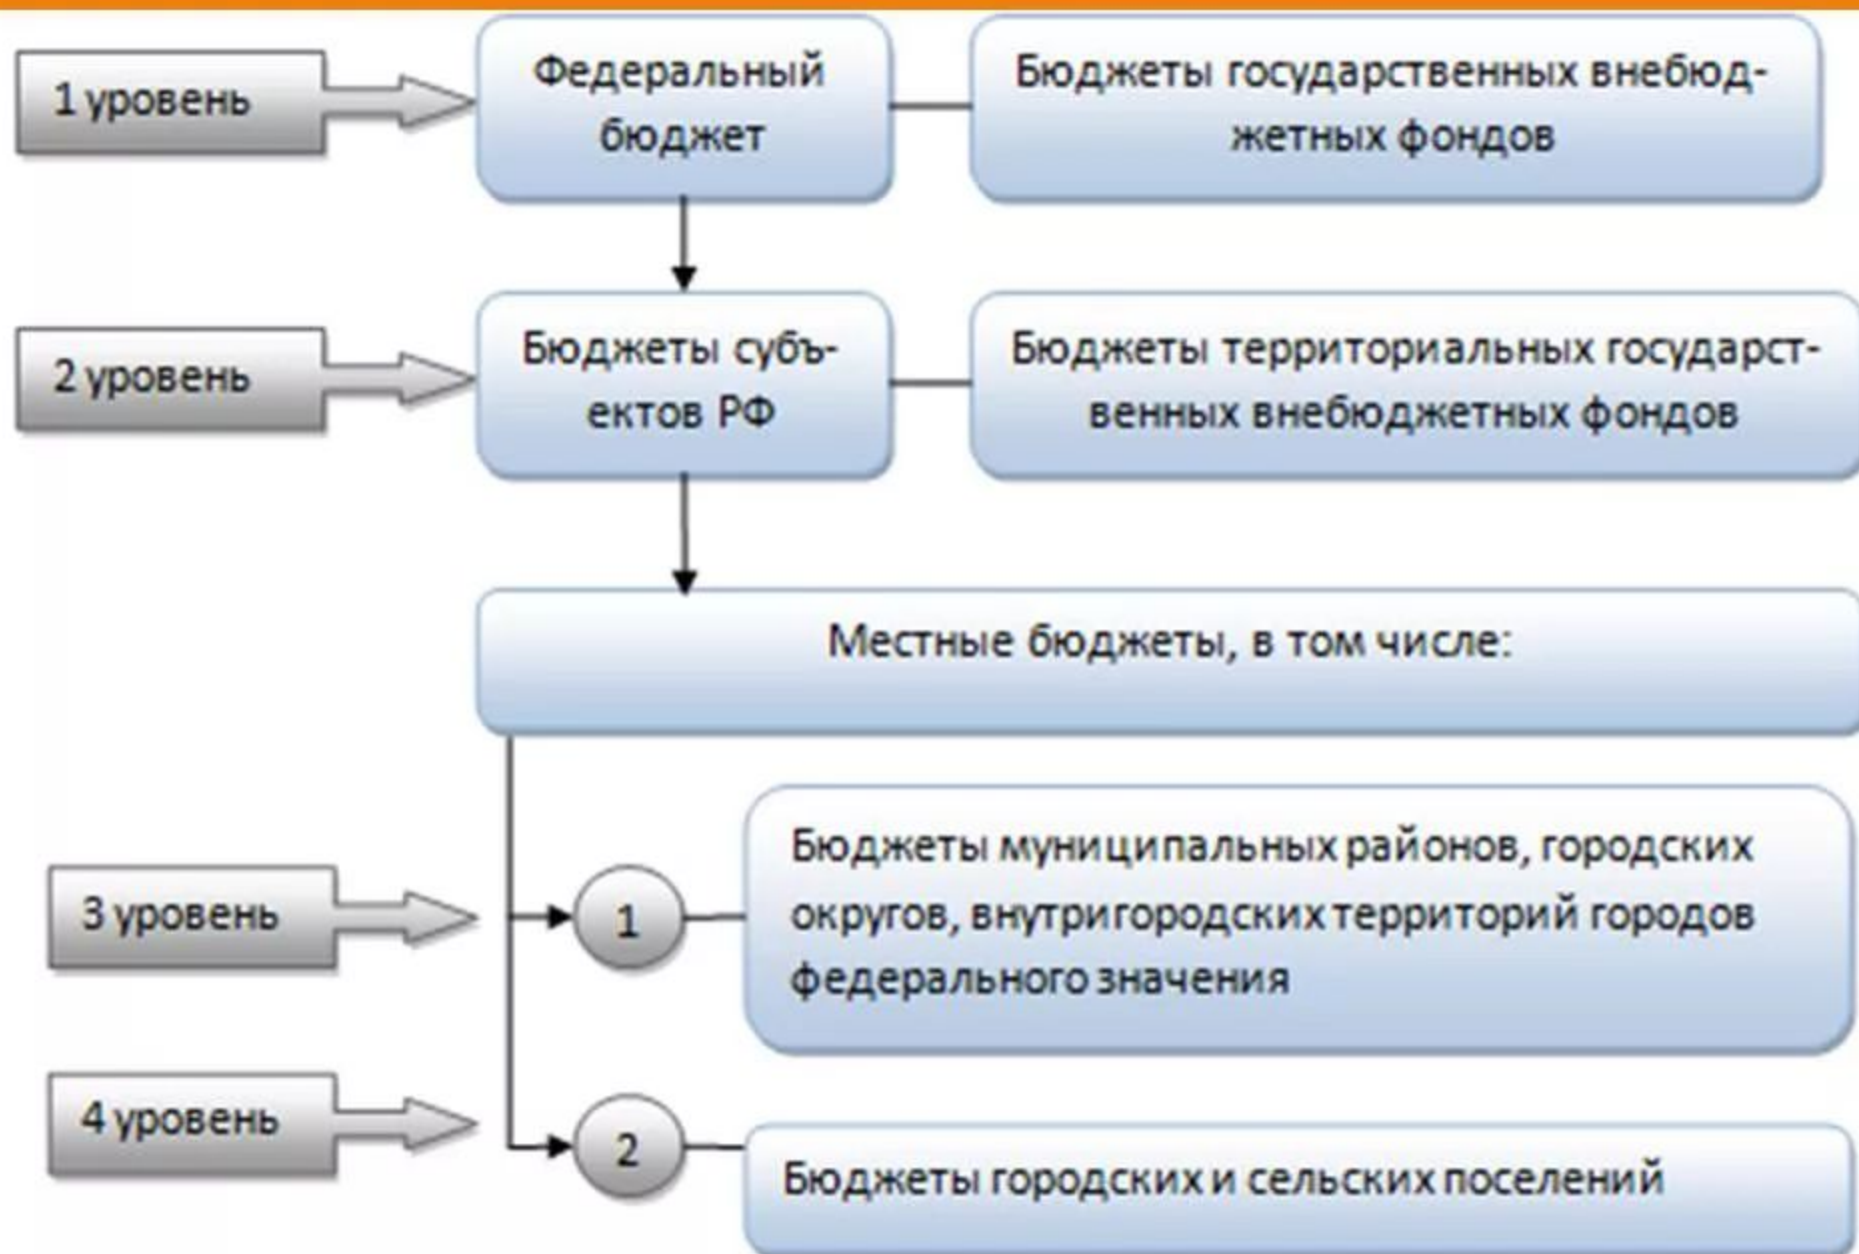 1 уровень
Федеральный
бюджет
Бюджеты государственных внебюд-
жетных фондов
2 уровень
Бюджеты субъ-
ектов РФ
Бюджеты территориальных государст-
венных внебюджетных фондов
Местные бюджеты, в том числе:
3 уровень
1
Бюджеты муниципальных районов, городских
округов, внутригородских территорий городов
федерального значения
4 уровень
2
Бюджеты городских и сельских поселений